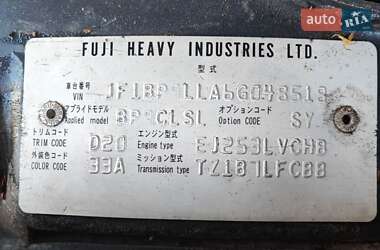 auto RIA
FUJI HEAVY INDUSTRIES LTD.
型式
車台番号
VIN
アプライドモデル オプションコード
Applied model BP9CLSL Option CODE SY
トリムコード エンジン型式
TRIM CODE D20 Engine type EJ253LVCHB
外装色コード ミッション型式
COLOR CODE 33A Transmission type TZ1B7LFCBB